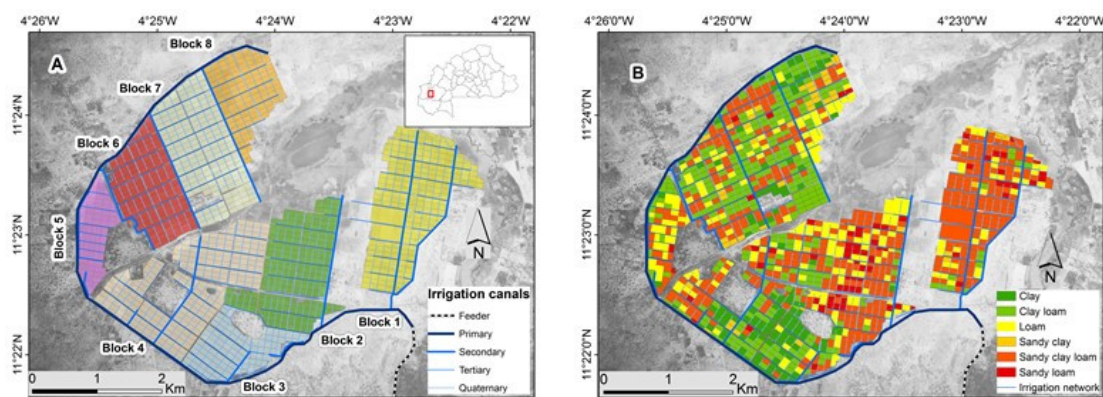 4°26'W 4°25'W 4°24'W 4°23'W 4°22'W
A
Block 8
Block 7
Block 6
Block 5
Block 4
Block 3
Block 2
Block 1
11°24'N
11°23'N
11°22'N
N
Irrigation canals
Feeder
Primary
Secondary
Tertiary
Quaternary
0 1 2
Km
4°26'0"W 4°25'0"W 4°24'0"W 4°23'0"W 4°22'0"W
B
11°24'0"N
11°23'0"N
11°22'0"N
N
Clay
Clay loam
Loam
Sandy clay
Sandy clay loam
Sandy loam
Irrigation network
0 1 2
Km